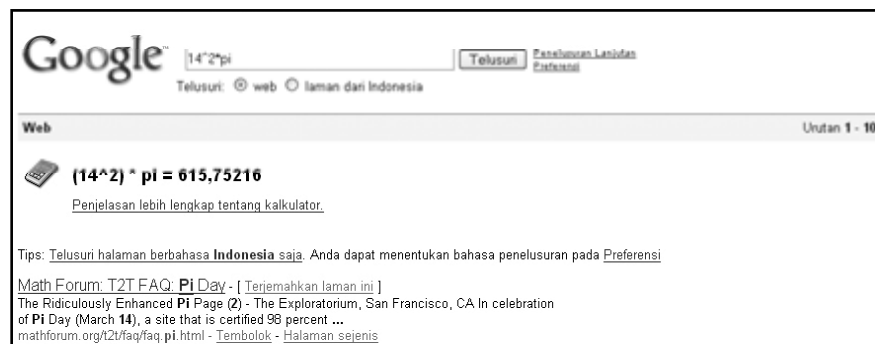 Google™
14^2*pi Telusuri Penelusuran Lanjutan
Preferensi
Telusuri: web laman dari Indonesia
Web Urutan 1 - 10
(14^2) * pi = 615,75216
Penjelasan lebih lengkap tentang kalkulator.
Tips: Telusuri halaman berbahasa Indonesia saja. Anda dapat menentukan bahasa penelusuran pada Preferensi
Math Forum: T2T FAQ: Pi Day - [ Terjemahkan laman ini ]
The Ridiculously Enhanced Pi Page (2) - The Exploratorium, San Francisco, CA In celebration
of Pi Day (March 14), a site that is certified 98 percent ...
mathforum.org/t2t/faq/faq.pi.html - Tembolok - Halaman sejenis